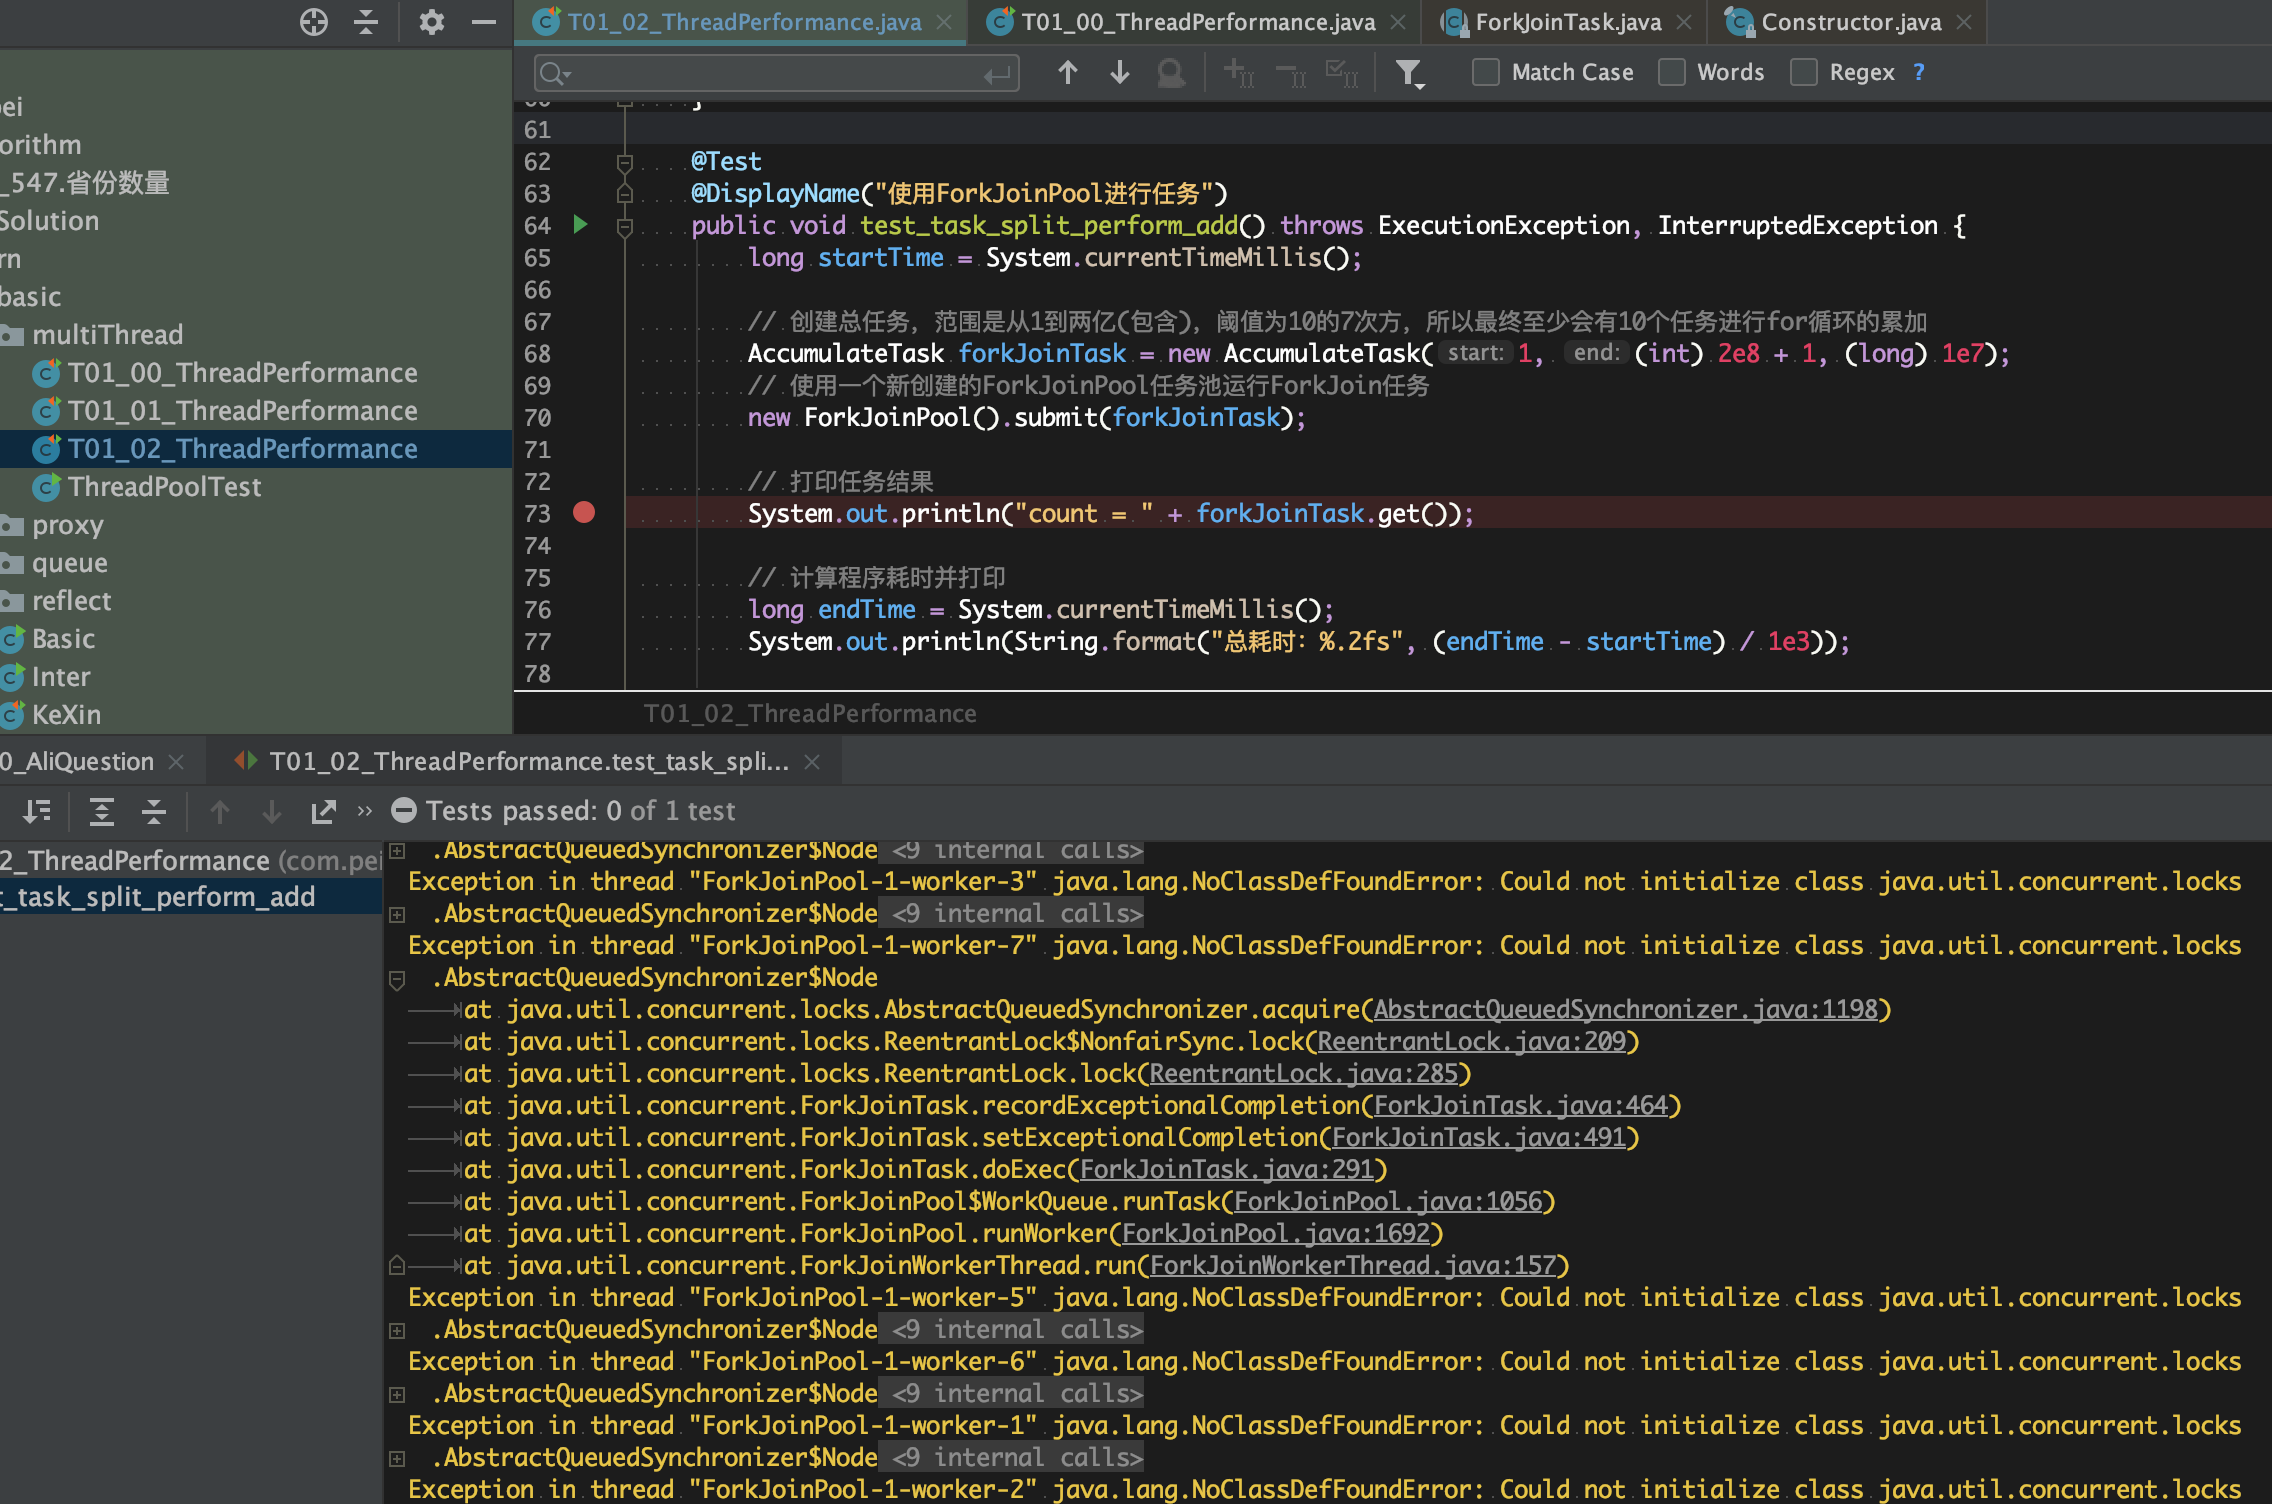 T01_02_ThreadPerformance.java
T01_00_ThreadPerformance.java
ForkJoinTask.java
Constructor.java
Match Case
Words
Regex
?
ei
orithm
_547.省份数量
Solution
rn
basic
multiThread
T01_00_ThreadPerformance
T01_01_ThreadPerformance
T01_02_ThreadPerformance
ThreadPoolTest
proxy
queue
reflect
Basic
Inter
KeXin
60 }
61
62 @Test
63 @DisplayName("使用ForkJoinPool进行任务")
64 public void test_task_split_perform_add() throws ExecutionException, InterruptedException {
65 long startTime = System.currentTimeMillis();
66
67 // 创建总任务，范围是从1到两亿(包含)，阈值为10的7次方，所以最终至少会有10个任务进行for循环的累加
68 AccumulateTask forkJoinTask = new AccumulateTask( start: 1, end: (int) 2e8 + 1, (long) 1e7);
69 // 使用一个新创建的ForkJoinPool任务池运行ForkJoin任务
70 new ForkJoinPool().submit(forkJoinTask);
71
72 // 打印任务结果
73 System.out.println("count = " + forkJoinTask.get());
74
75 // 计算程序耗时并打印
76 long endTime = System.currentTimeMillis();
77 System.out.println(String.format("总耗时：%.2fs", (endTime - startTime) / 1e3));
78
T01_02_ThreadPerformance
0_AliQuestion
T01_02_ThreadPerformance.test_task_spli...
Tests passed: 0 of 1 test
2_ThreadPerformance (com.pei
t_task_split_perform_add
.AbstractQueuedSynchronizer$Node <9 internal calls>
Exception in thread "ForkJoinPool-1-worker-3" java.lang.NoClassDefFoundError: Could not initialize class java.util.concurrent.locks
.AbstractQueuedSynchronizer$Node <9 internal calls>
Exception in thread "ForkJoinPool-1-worker-7" java.lang.NoClassDefFoundError: Could not initialize class java.util.concurrent.locks
.AbstractQueuedSynchronizer$Node
at java.util.concurrent.locks.AbstractQueuedSynchronizer.acquire(AbstractQueuedSynchronizer.java:1198)
at java.util.concurrent.locks.ReentrantLock$NonfairSync.lock(ReentrantLock.java:209)
at java.util.concurrent.locks.ReentrantLock.lock(ReentrantLock.java:285)
at java.util.concurrent.ForkJoinTask.recordExceptionalCompletion(ForkJoinTask.java:464)
at java.util.concurrent.ForkJoinTask.setExceptionalCompletion(ForkJoinTask.java:491)
at java.util.concurrent.ForkJoinTask.doExec(ForkJoinTask.java:291)
at java.util.concurrent.ForkJoinPool$WorkQueue.runTask(ForkJoinPool.java:1056)
at java.util.concurrent.ForkJoinPool.runWorker(ForkJoinPool.java:1692)
at java.util.concurrent.ForkJoinWorkerThread.run(ForkJoinWorkerThread.java:157)
Exception in thread "ForkJoinPool-1-worker-5" java.lang.NoClassDefFoundError: Could not initialize class java.util.concurrent.locks
.AbstractQueuedSynchronizer$Node <9 internal calls>
Exception in thread "ForkJoinPool-1-worker-6" java.lang.NoClassDefFoundError: Could not initialize class java.util.concurrent.locks
.AbstractQueuedSynchronizer$Node <9 internal calls>
Exception in thread "ForkJoinPool-1-worker-1" java.lang.NoClassDefFoundError: Could not initialize class java.util.concurrent.locks
.AbstractQueuedSynchronizer$Node <9 internal calls>
Exception in thread "ForkJoinPool-1-worker-2" java.lang.NoClassDefFoundError: Could not initialize class java.util.concurrent.locks